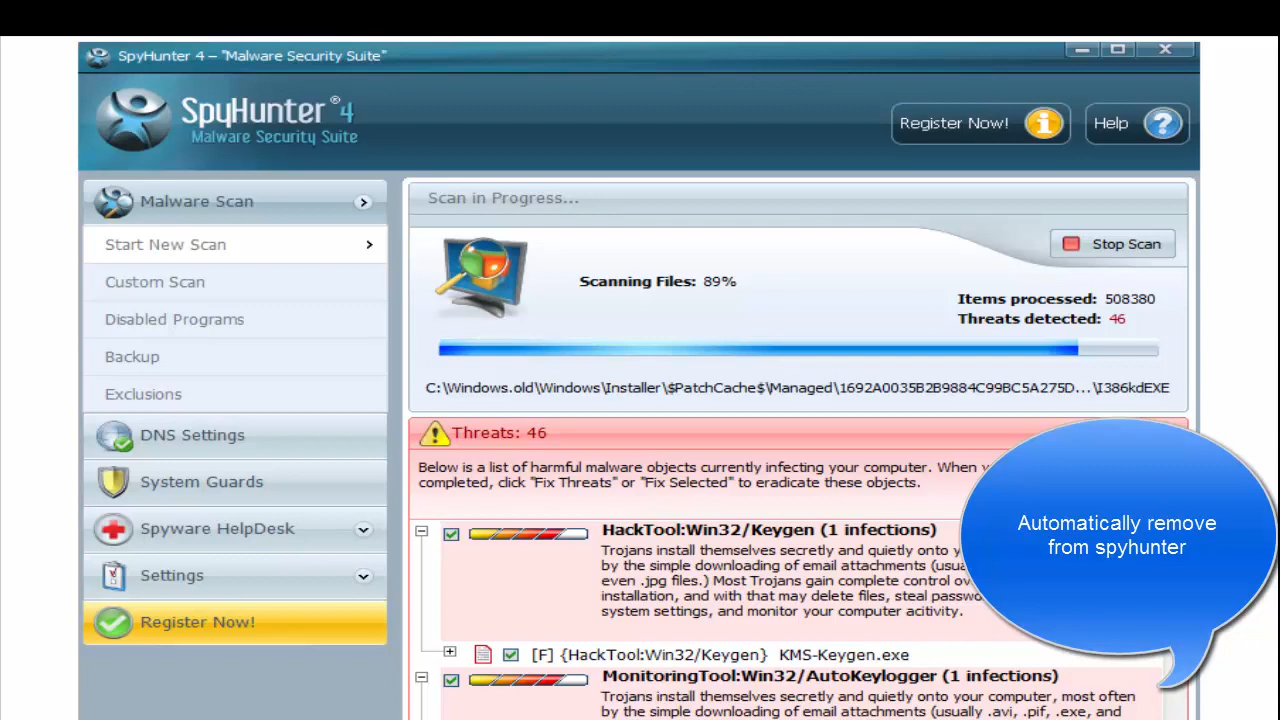 SpyHunter 4 – "Malware Security Suite"
SpyHunter®4
Malware Security Suite
Register Now!
Help
Malware Scan
Start New Scan
Custom Scan
Disabled Programs
Backup
Exclusions
DNS Settings
System Guards
Spyware HelpDesk
Settings
Register Now!
Scan in Progress...
Stop Scan
Scanning Files: 89%
Items processed: 508380
Threats detected: 46
C:\Windows.old\Windows\Installer\$PatchCache$\Managed\1692A0035B2B9884C99BC5A275D...\I386kdEXE
Threats: 46
Below is a list of harmful malware objects currently infecting your computer. When
completed, click "Fix Threats" or "Fix Selected" to eradicate these objects.
HackTool:Win32/Keygen (1 infections)
Trojans install themselves secretly and quietly onto
by the simple downloading of email attachments
even .jpg files.) Most Trojans gain complete control
installation, and with that may delete files, steal
system settings, and monitor your computer acitivity.
[F] {HackTool:Win32/Keygen} KMS-Keygen.exe
MonitoringTool:Win32/AutoKeylogger (1 infections)
Trojans install themselves secretly and quietly onto your computer, most often
by the simple downloading of email attachments (usually .avi, .pif, .exe, and
Automatically remove
from spyhunter